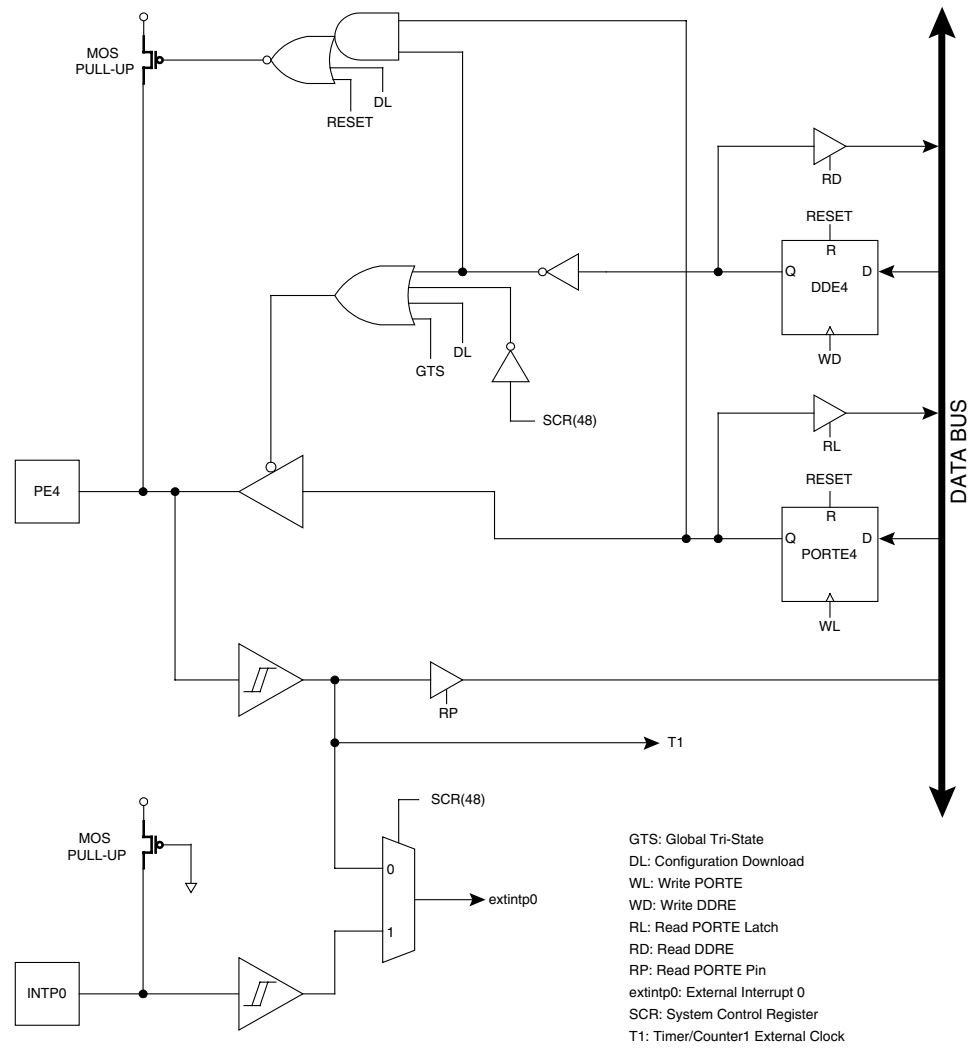 MOS
PULL-UP
DL
RESET
RD
RESET
R
Q
D
DDE4
WD
GTS
DL
SCR(48)
RL
RESET
R
Q
D
PORTE4
WL
PE4
DATA BUS
RP
T1
SCR(48)
MOS
PULL-UP
0
1
extintp0
INTP0
GTS: Global Tri-State
DL: Configuration Download
WL: Write PORTE
WD: Write DDRE
RL: Read PORTE Latch
RD: Read DDRE
RP: Read PORTE Pin
extintp0: External Interrupt 0
SCR: System Control Register
T1: Timer/Counter1 External Clock